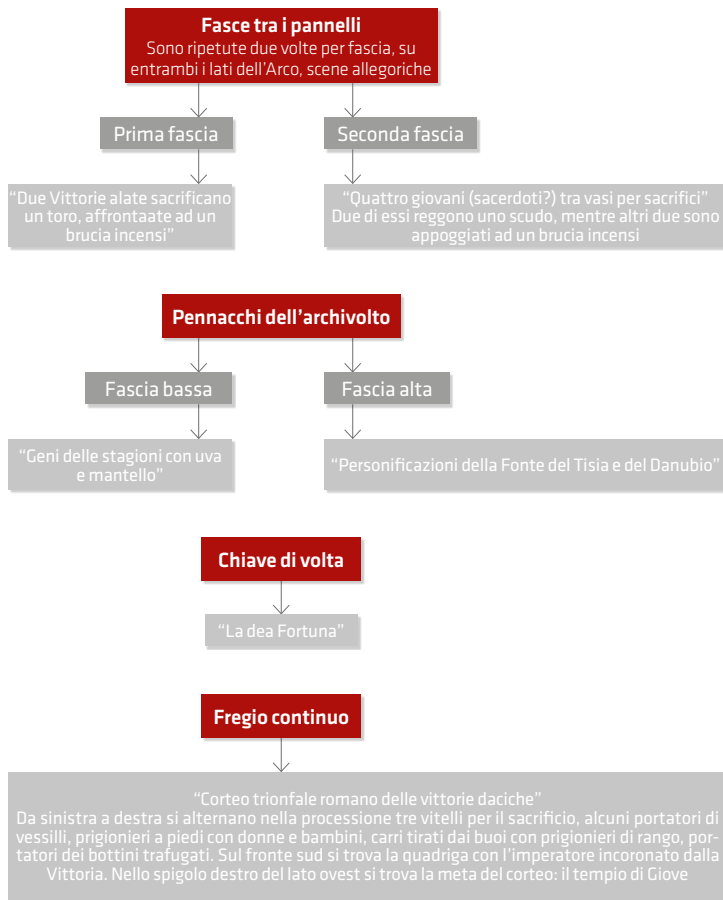 Fasce tra i pannelli
Sono ripetute due volte per fascia, su
entrambi i lati dell'Arco, scene allegoriche
Prima fascia
Seconda fascia
“Due Vittorie alate sacrificano
un toro, affrontaate ad un
brucia incensi”
“Quattro giovani (sacerdoti?) tra vasi per sacrifici”
Due di essi reggono uno scudo, mentre altri due sono
appoggiati ad un brucia incensi
Pennacchi dell'archivolto
Fascia bassa
Fascia alta
“Geni delle stagioni con uva
e mantello”
“Personificazioni della Fonte del Tisia e del Danubio”
Chiave di volta
“La dea Fortuna”
Fregio continuo
“Corteo trionfale romano delle vittorie daciche”
Da sinistra a destra si alternano nella processione tre vitelli per il sacrificio, alcuni portatori di
vessilli, prigionieri a piedi con donne e bambini, carri tirati dai buoi con prigionieri di rango, por-
tatori dei bottini trafugati. Sul fronte sud si trova la quadriga con l'imperatore incoronato dalla
Vittoria. Nello spigolo destro del lato ovest si trova la meta del corteo: il tempio di Giove